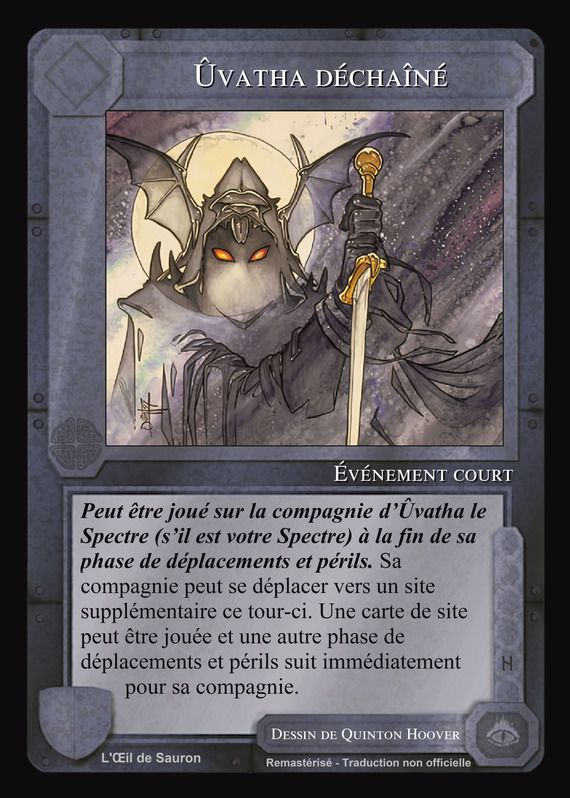 Ûvatha déchaîné
Événement court
Peut être joué sur la compagnie d'Ûvatha le
Spectre (s'il est votre Spectre) à la fin de sa
phase de déplacements et périls. Sa
compagnie peut se déplacer vers un site
supplémentaire ce tour-ci. Une carte de site
peut être jouée et une autre phase de
déplacements et périls suit immédiatement
pour sa compagnie.
Dessin de Quinton Hoover
L'Œil de Sauron
Remastérisé - Traduction non officielle